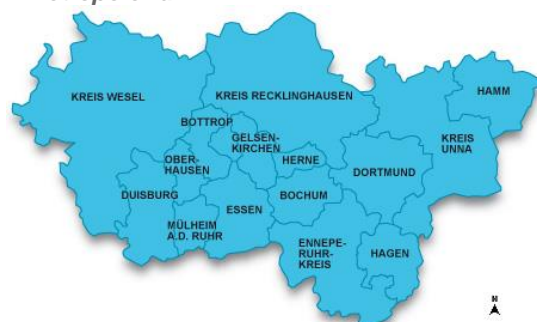 KREIS WESEL
KREIS RECKLINGHAUSEN
HAMM
BOTTROP
GELSEN-
KIRCHEN
KREIS
UNNA
OBER-
HAUSEN
HERNE
DORTMUND
DUISBURG
ESSEN
BOCHUM
MÜLHEIM
A.D. RUHR
ENNEPE-
RUHR-
KREIS
HAGEN
N